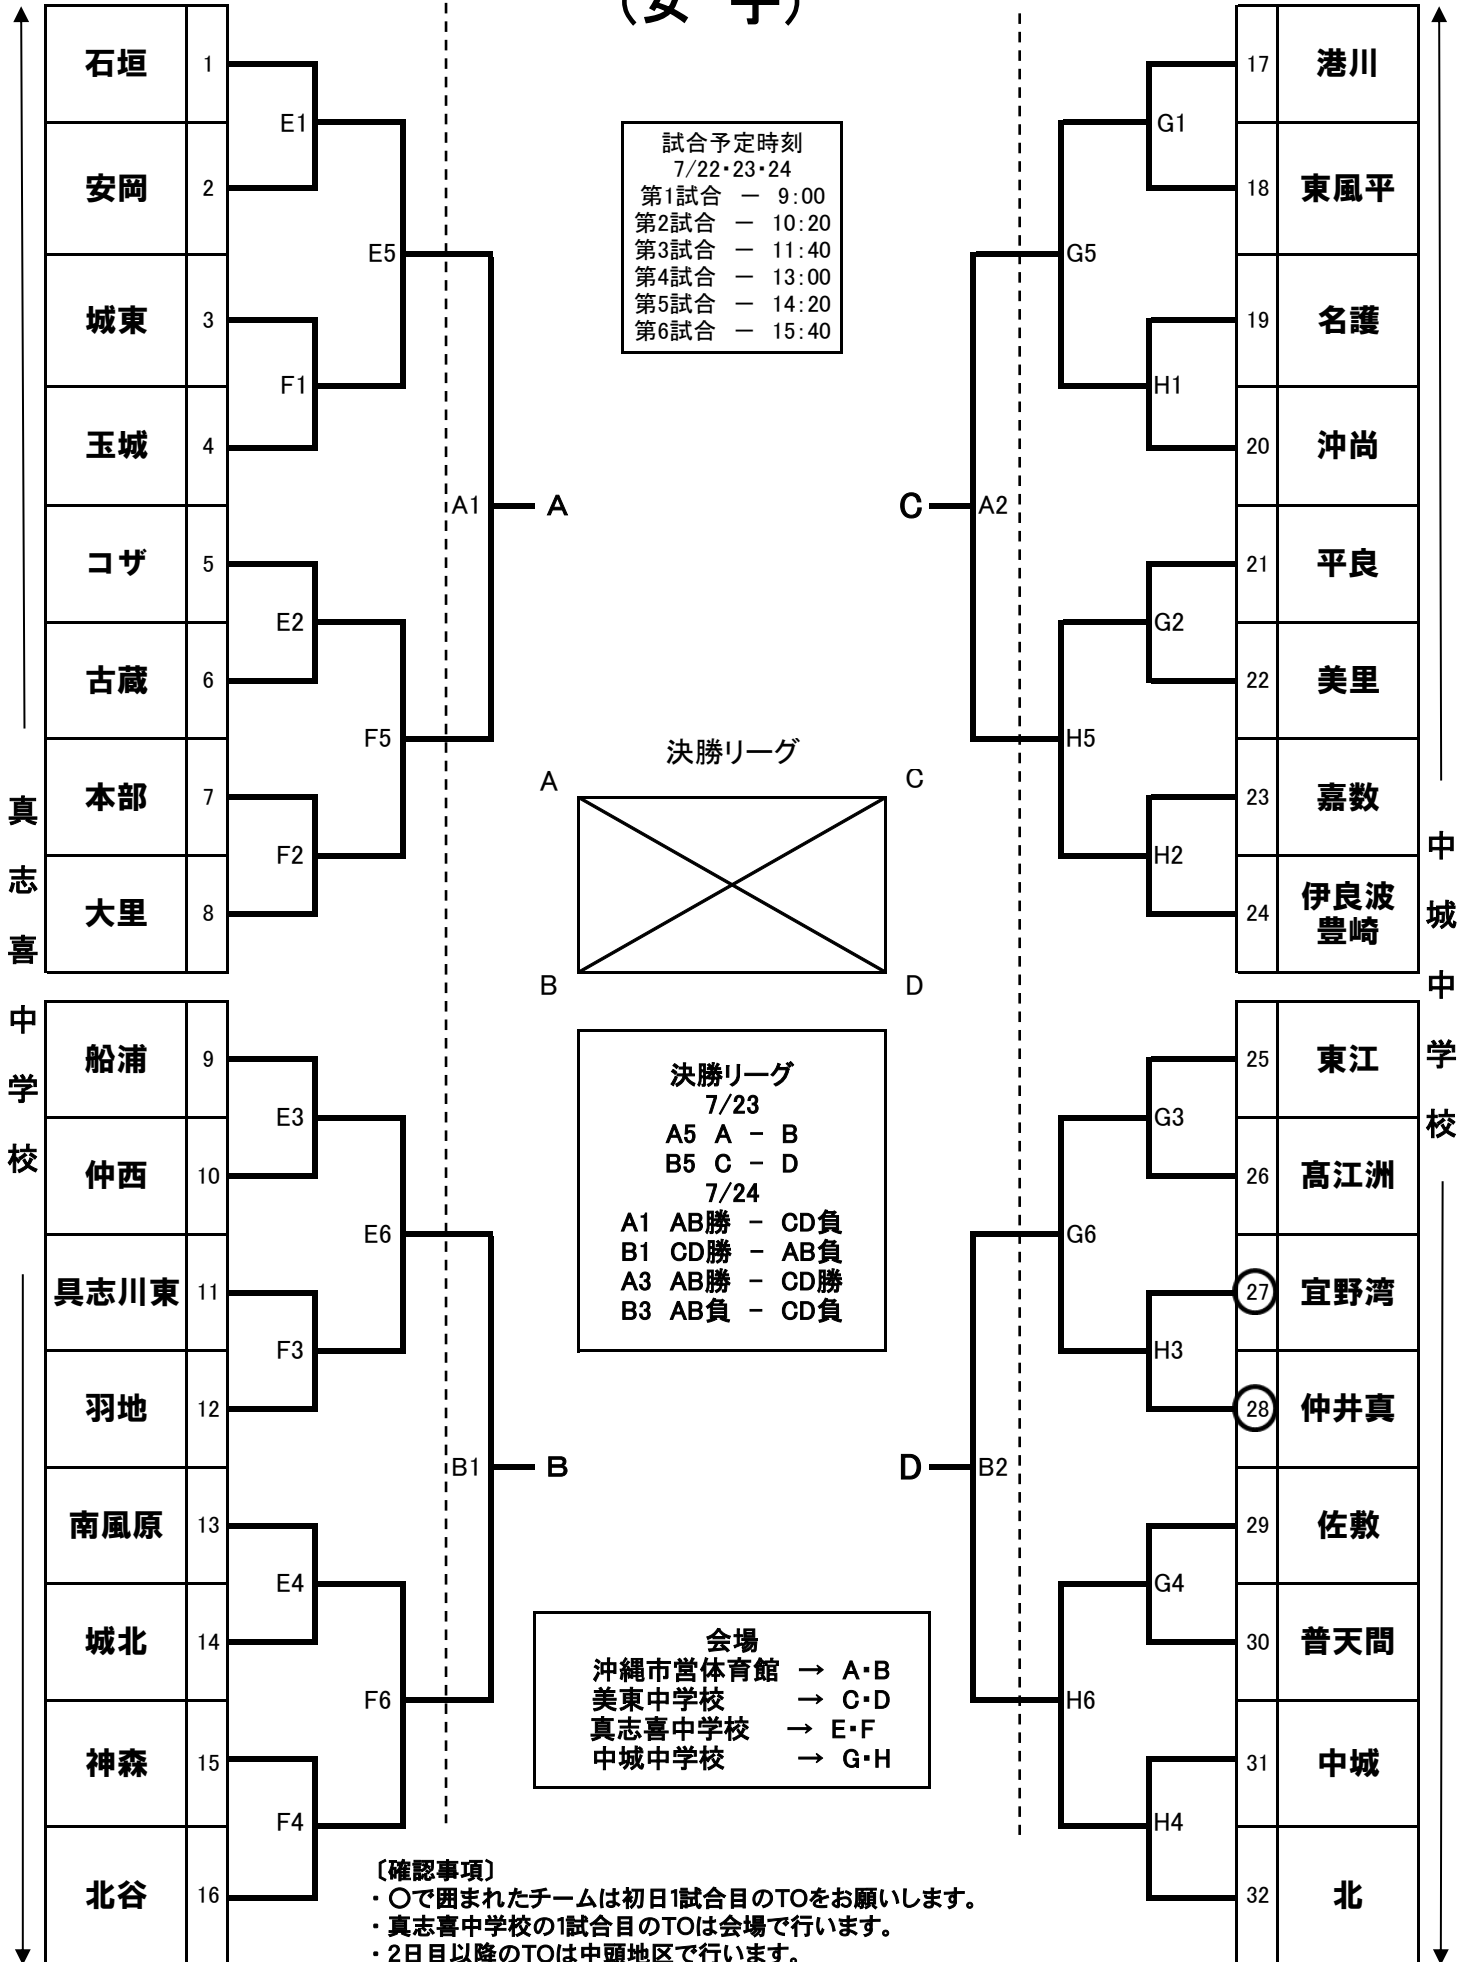 (女 子)
石垣 1
安岡 2
城東 3
玉城 4
コザ 5
古蔵 6
本部 7
大里 8
船浦 9
仲西 10
具志川東 11
羽地 12
南風原 13
城北 14
神森 15
北谷 16
真志喜中学校
E1
F1
E2
F2
E3
F3
E4
F4
E5
F5
E6
F6
A1
A
B1
B
試合予定時刻
7/22・23・24
第1試合 ー 9:00
第2試合 ー 10:20
第3試合 ー 11:40
第4試合 ー 13:00
第5試合 ー 14:20
第6試合 ー 15:40
決勝リーグ
A C
B D
決勝リーグ
7/23
A5 A － B
B5 C － D
7/24
A1 AB勝 － CD負
B1 CD勝 － AB負
A3 AB勝 － CD勝
B3 AB負 － CD負
会場
沖縄市営体育館 → A・B
美東中学校 → C・D
真志喜中学校 → E・F
中城中学校 → G・H
C
A2
D
B2
G5
H5
G6
H6
G1
H1
G2
H2
G3
H3
G4
H4
17 港川
18 東風平
19 名護
20 沖尚
21 平良
22 美里
23 嘉数
24 伊良波
豊崎
25 東江
26 髙江洲
27 宜野湾
28 仲井真
29 佐敷
30 普天間
31 中城
32 北
中城中学校
〔確認事項〕
・〇で囲まれたチームは初日1試合目のTOをお願いします。
・真志喜中学校の1試合目のTOは会場で行います。
・2日目以降のTOは中頭地区で行います。